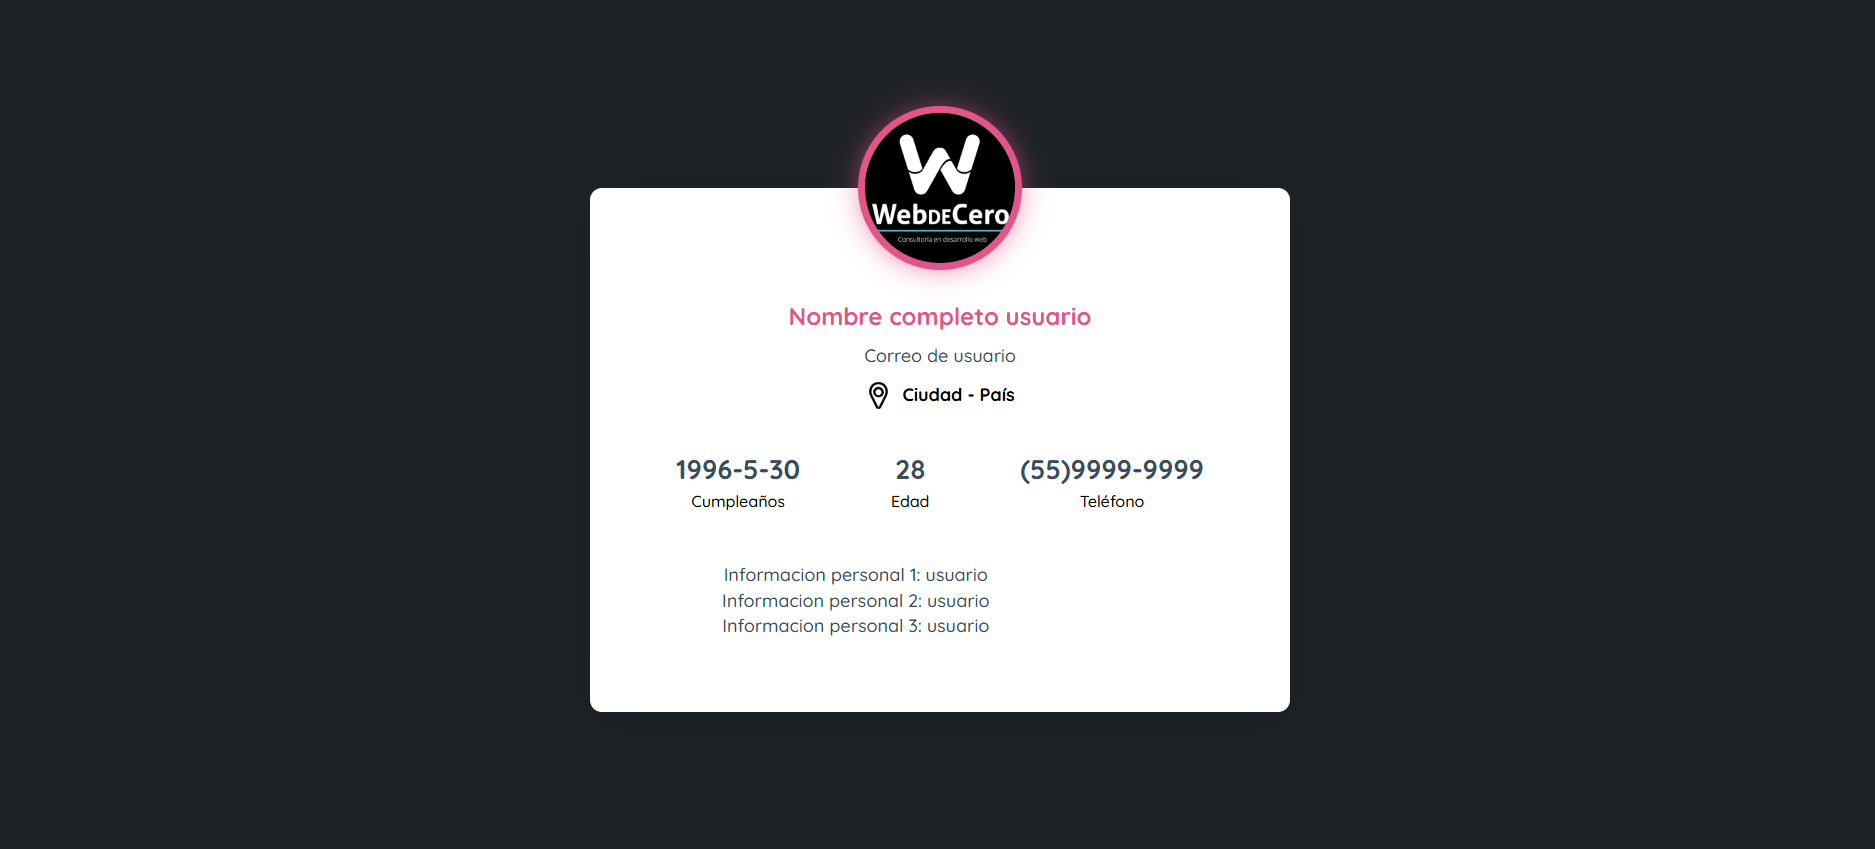 WebDECero
Consultoría en desarrollo web
Nombre completo usuario
Correo de usuario
Ciudad - País
1996-5-30 28 (55)9999-9999
Cumpleaños Edad Teléfono
Informacion personal 1: usuario
Informacion personal 2: usuario
Informacion personal 3: usuario